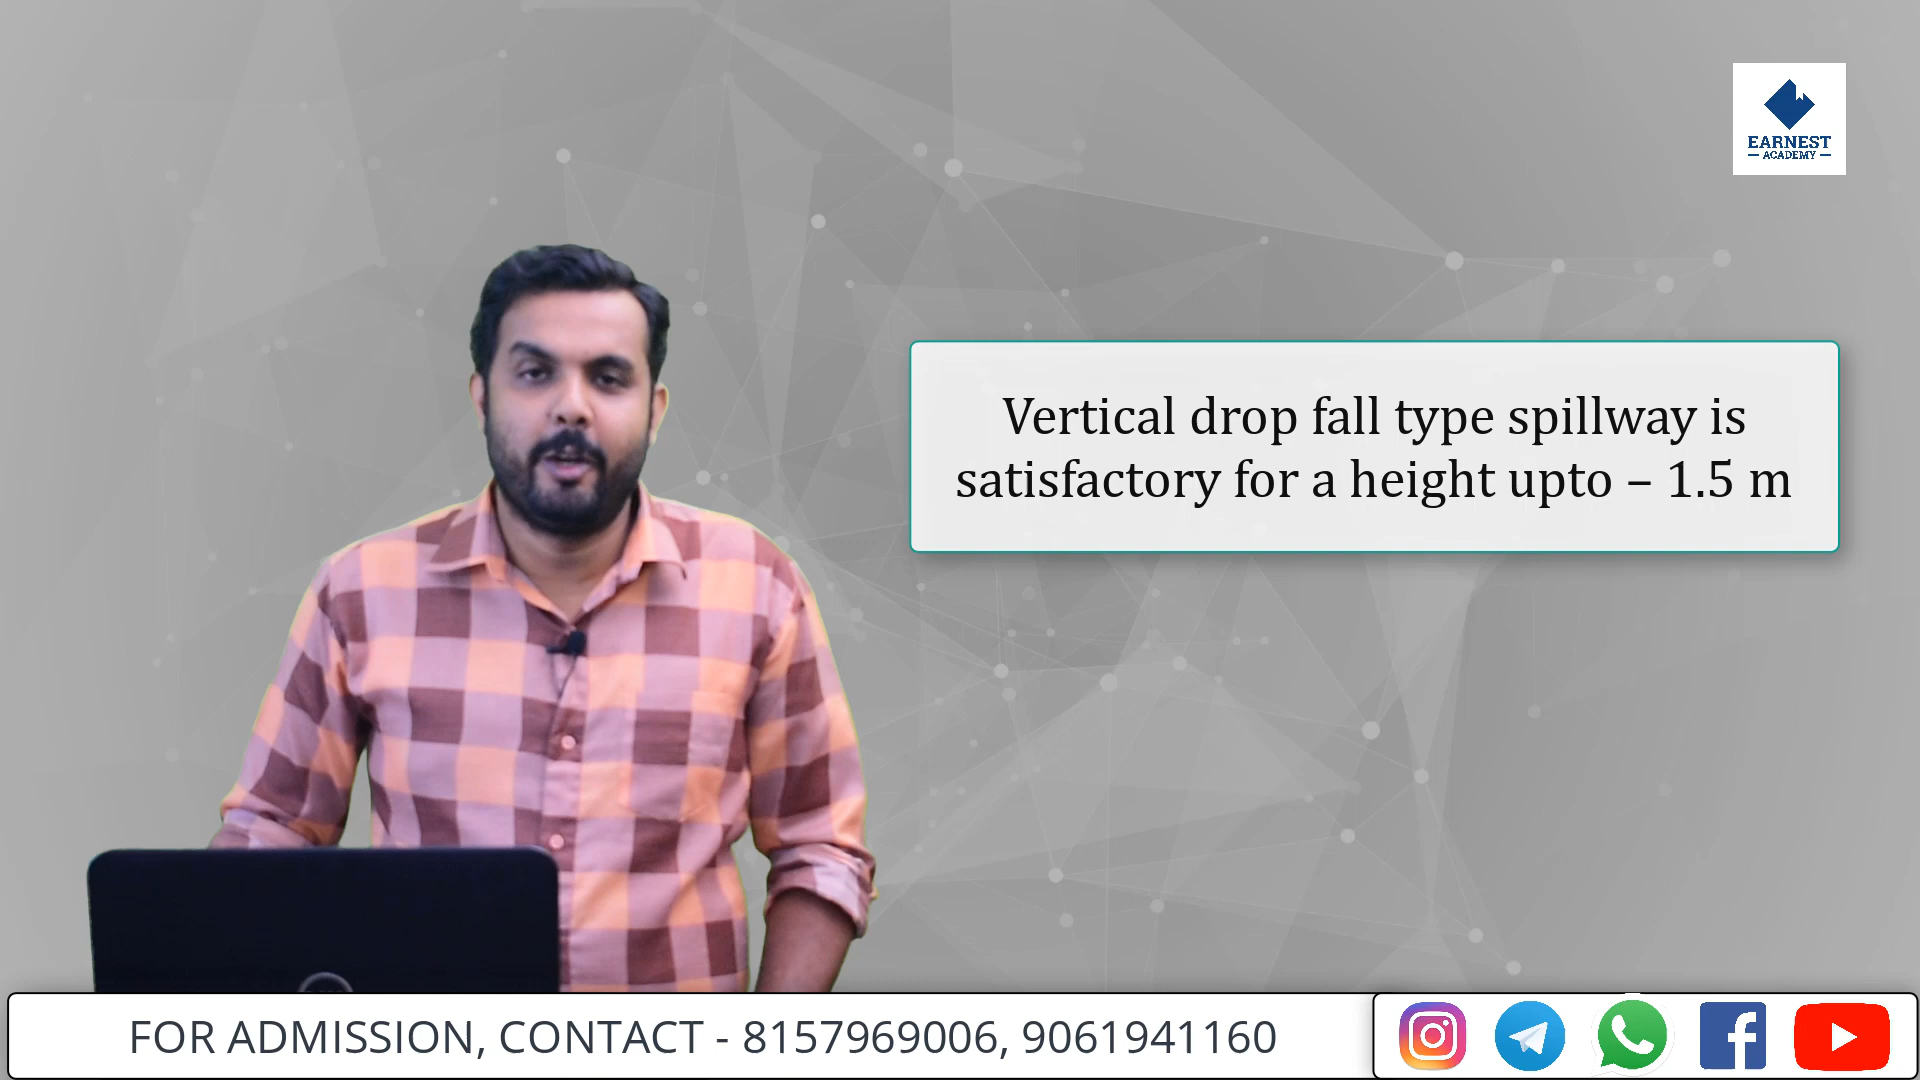 EARNEST
ACADEMY
Vertical drop fall type spillway is
satisfactory for a height upto – 1.5 m
FOR ADMISSION, CONTACT - 8157969006, 9061941160